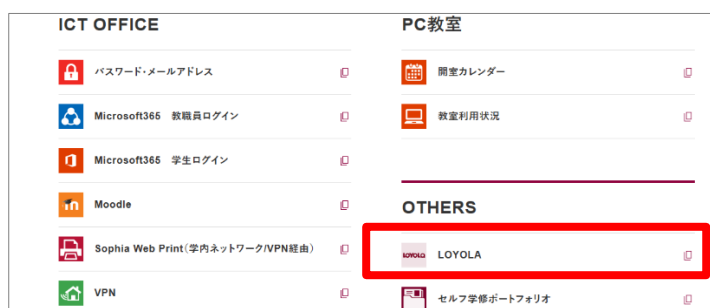 ICT OFFICE
パスワード・メールアドレス
Microsoft365 教職員ログイン
Microsoft365 学生ログイン
Moodle
Sophia Web Print(学内ネットワーク/VPN経由)
VPN
PC教室
開室カレンダー
教室利用状況
OTHERS
LOYOLA
LOYOLA
セルフ学修ポートフォリオ